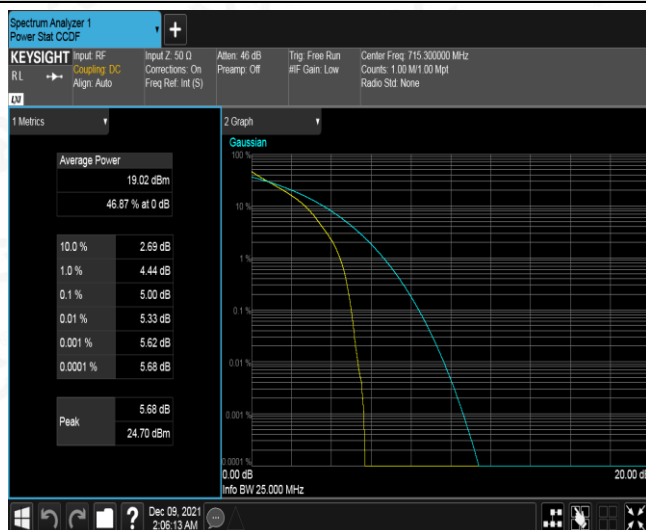 Spectrum Analyzer 1
Power Stat CCDF
+
KEYSIGHT
RL
Input: RF
Coupling: DC
Align: Auto
Input Z: 50 Ω
Corrections: On
Freq Ref: Int (S)
Atten: 46 dB
Preamp: Off
Trig: Free Run
#IF Gain: Low
Center Freq: 715.300000 MHz
Counts: 1.00 M/1.00 Mpt
Radio Std: None
1 Metrics
Average Power
19.02 dBm
46.87 % at 0 dB
10.0 % 2.69 dB
1.0 % 4.44 dB
0.1 % 5.00 dB
0.01 % 5.33 dB
0.001 % 5.62 dB
0.0001 % 5.68 dB
Peak
5.68 dB
24.70 dBm
2 Graph
Gaussian
100 %
10 %
1 %
0.1 %
0.01 %
0.001 %
0.0001 %
0.00 dB 20.00 dB
Info BW 25.000 MHz
?
Dec 09, 2021
2:06:13 AM